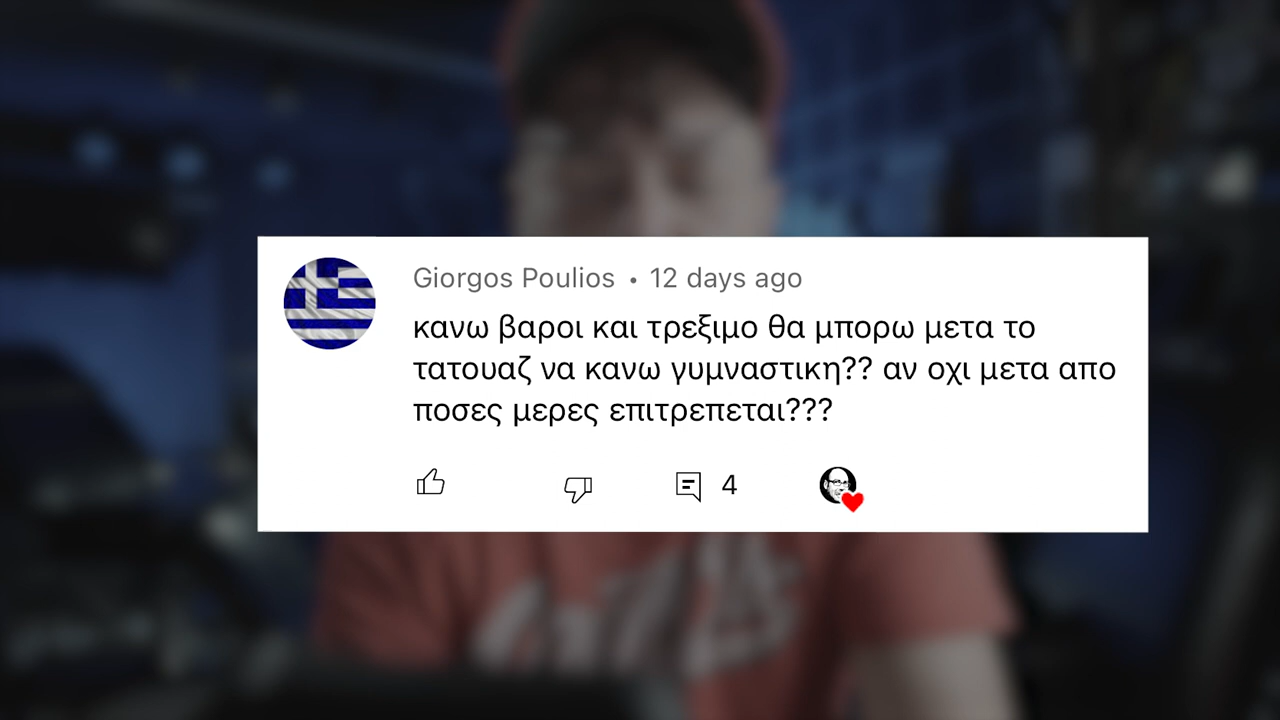 Giorgos Poulios • 12 days ago
κανω βαροι και τρεξιμο θα μπορω μετα το
τατουαζ να κανω γυμναστικη?? αν οχι μετα απο
ποσες μερες επιτρεπεται???
4